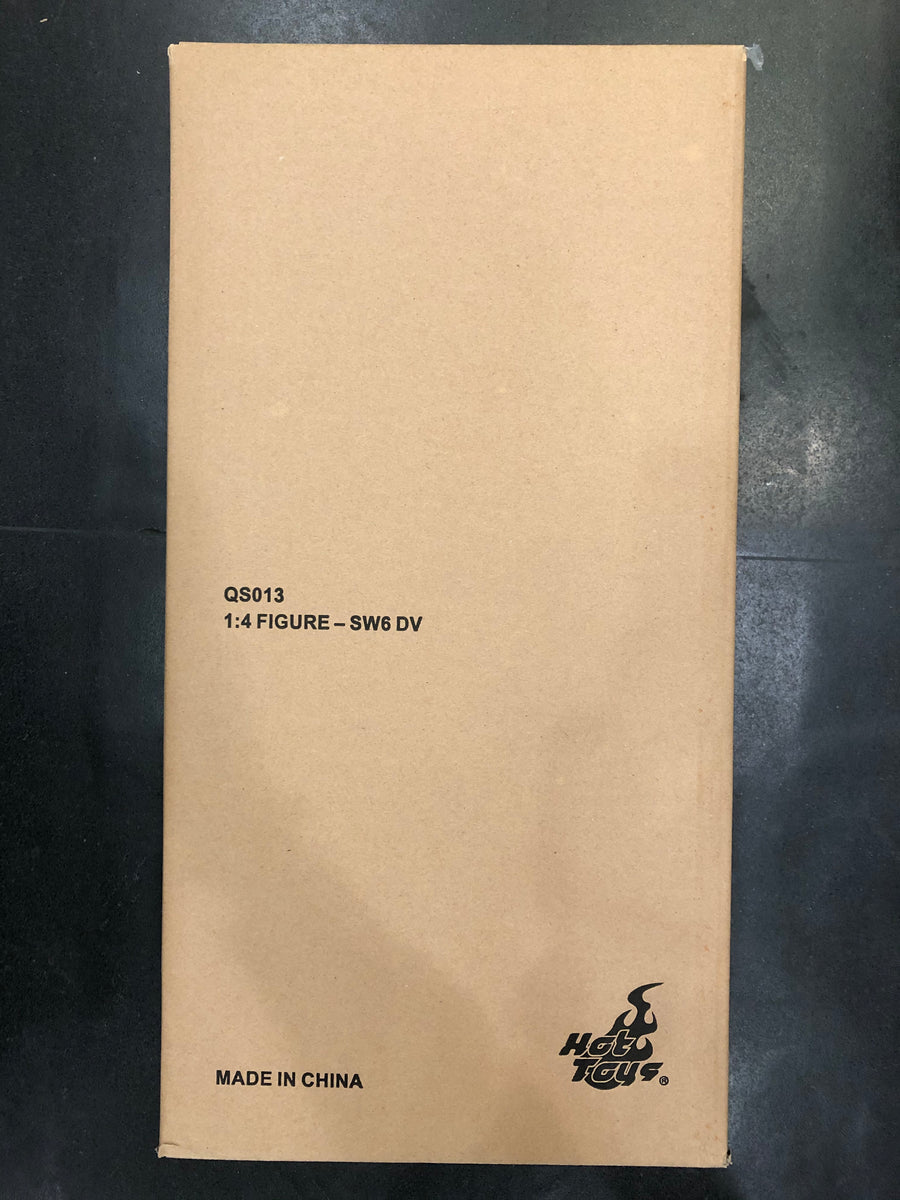 QS013
1:4 FIGURE – SW6 DV
MADE IN CHINA
Hot
Toys®